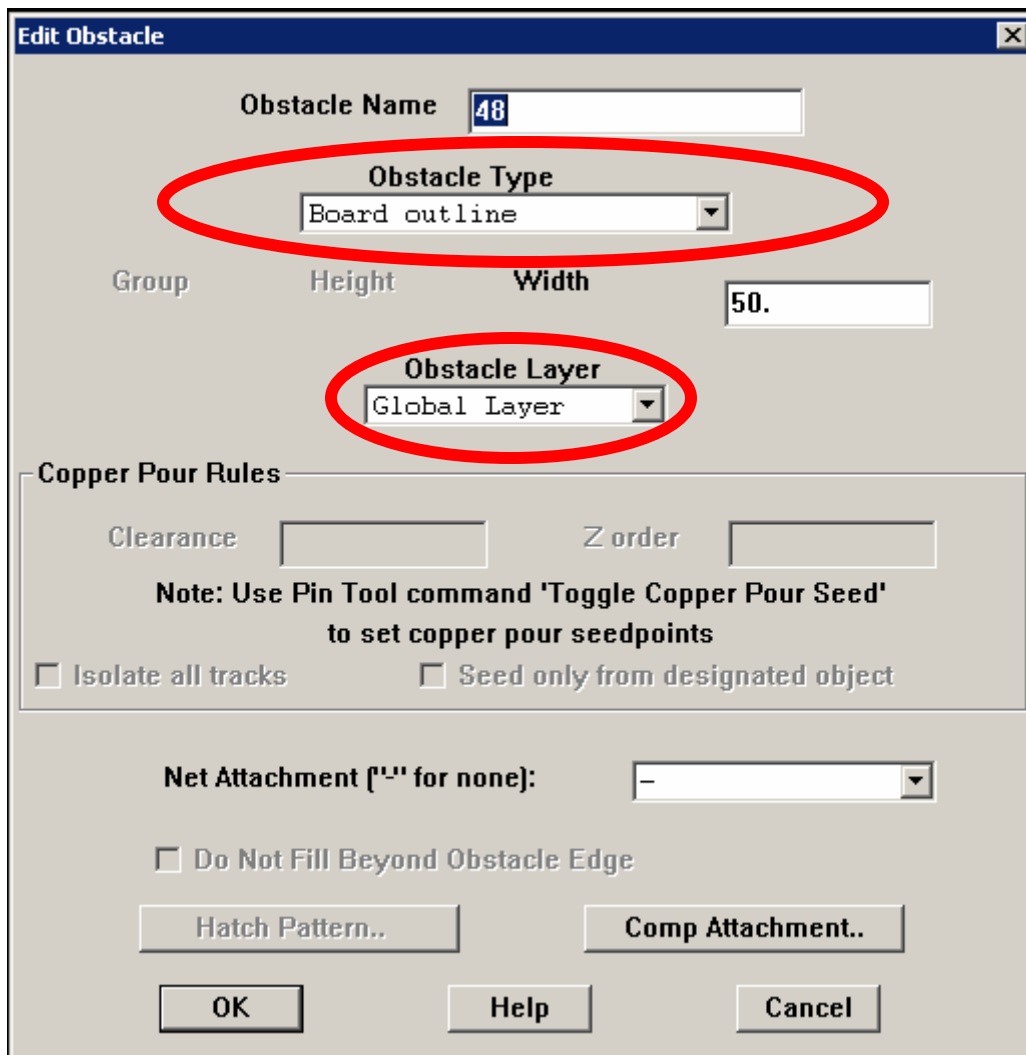 Edit Obstacle
Obstacle Name 48
Obstacle Type
Board outline
Group Height Width 50.
Obstacle Layer
Global Layer
Copper Pour Rules
Clearance Z order
Note: Use Pin Tool command 'Toggle Copper Pour Seed'
to set copper pour seedpoints
Isolate all tracks Seed only from designated object
Net Attachment ("-" for none): -
Do Not Fill Beyond Obstacle Edge
Hatch Pattern.. Comp Attachment..
OK Help Cancel